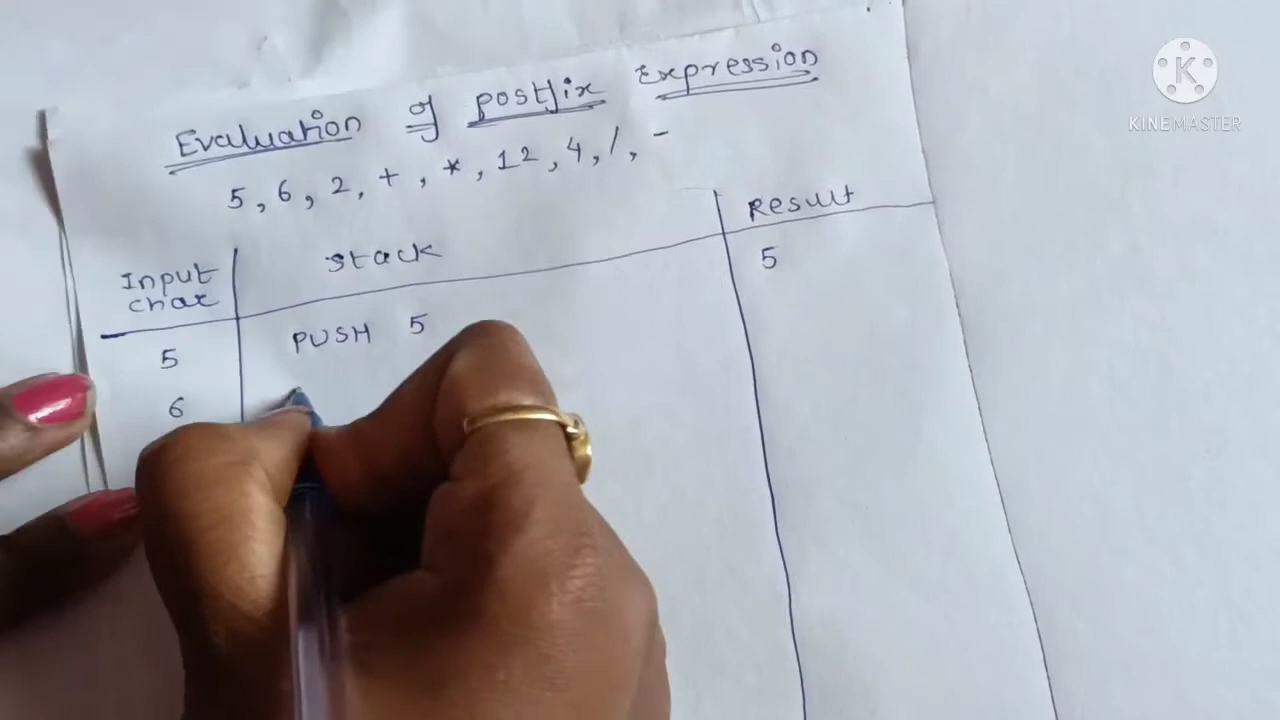 Evaluation of postfix Expression
5, 6, 2, +, *, 12, 4, /, -
Input char
stack
Result
5
PUSH 5
5
6
K
KINEMASTER